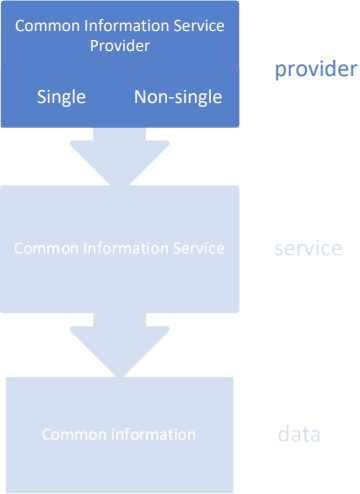 Common Information Service
Provider
Single Non-single
provider
Common Information Service
service
Common information
data